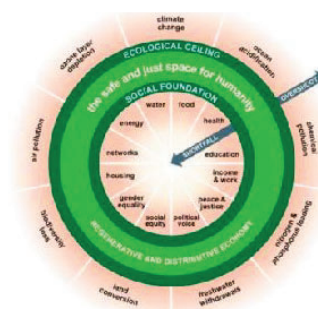 climate
change
ocean
acidification
chemical
pollution
nitrogen &
phosphorus loading
freshwater
withdrawals
land
conversion
biodiversity
loss
air pollution
ozone layer
depletion
ECOLOGICAL CEILING
the safe and just space for humanity
SOCIAL FOUNDATION
OVERSHOOT
SHORTFALL
water
food
health
education
income
& work
peace &
justice
political
voice
social
equity
gender
equality
housing
networks
energy
REGENERATIVE AND DISTRIBUTIVE ECONOMY